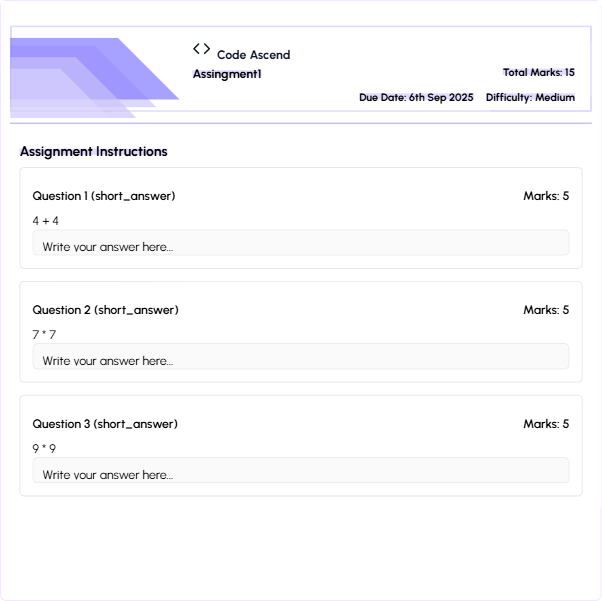 <> Code Ascend
Assingment1
Total Marks: 15
Due Date: 6th Sep 2025 Difficulty: Medium
Assignment Instructions
Question 1 (short_answer) Marks: 5
4 + 4
Write your answer here...
Question 2 (short_answer) Marks: 5
7 * 7
Write your answer here...
Question 3 (short_answer) Marks: 5
9 * 9
Write your answer here...